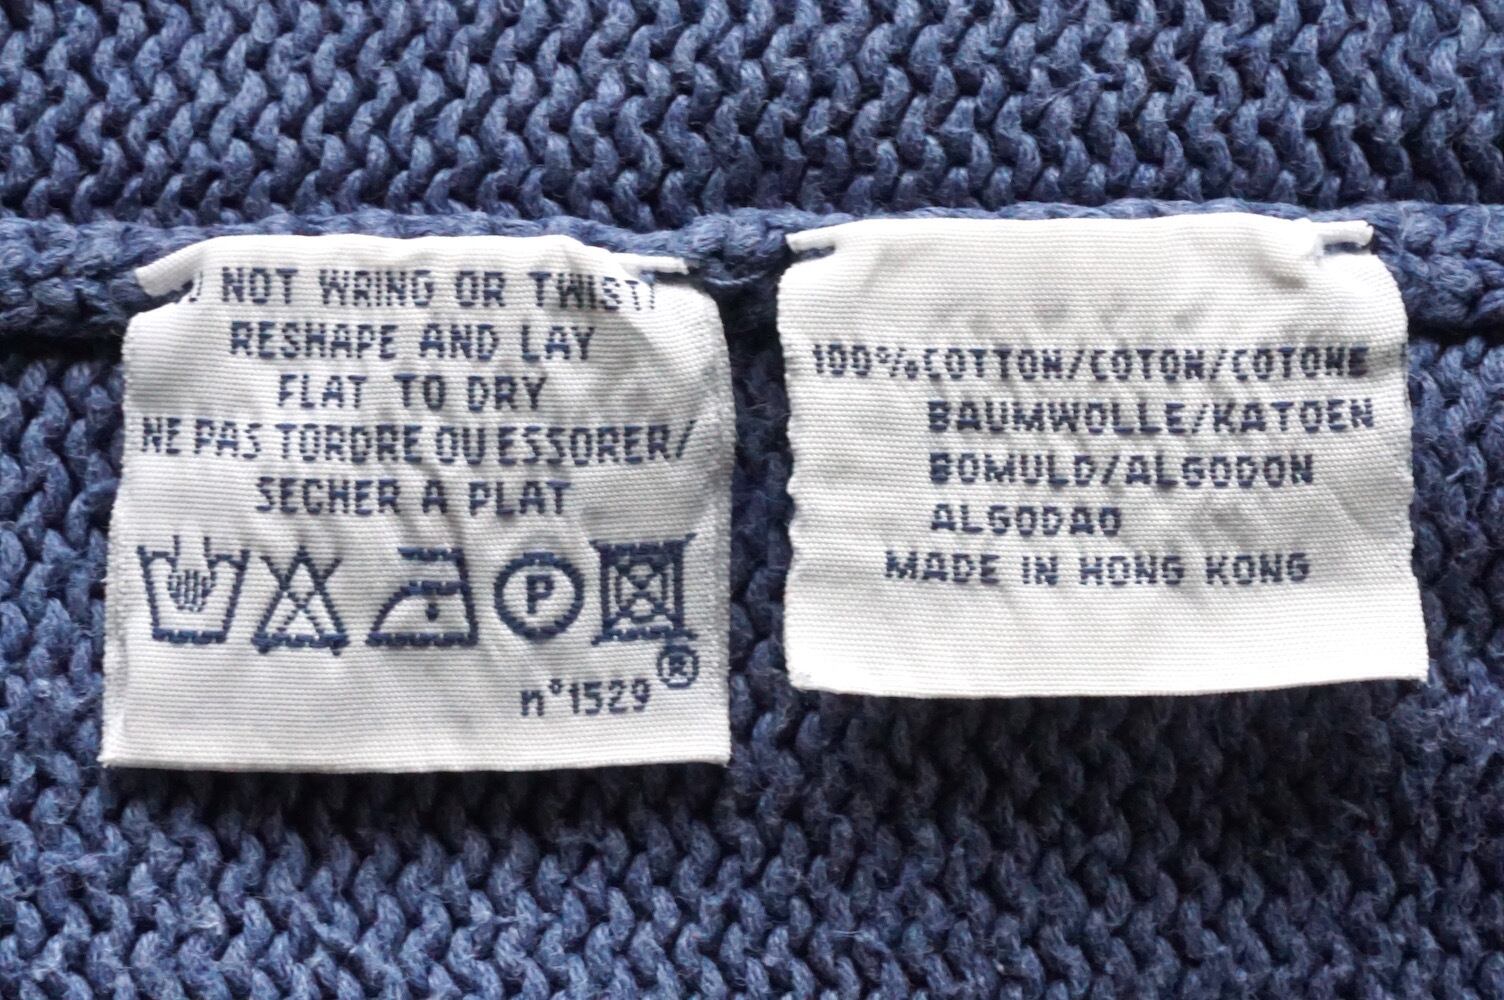 NOT WRING OR TWIST/
RESHAPE AND LAY
FLAT TO DRY
NE PAS TORDRE OU ESSORER/
SECHER A PLAT
P
®
n°1529
100% COTTON/COTON/COTONE
BAUMWOLLE/KATOEN
BOMULD/ALGODON
ALGODAO
MADE IN HONG KONG